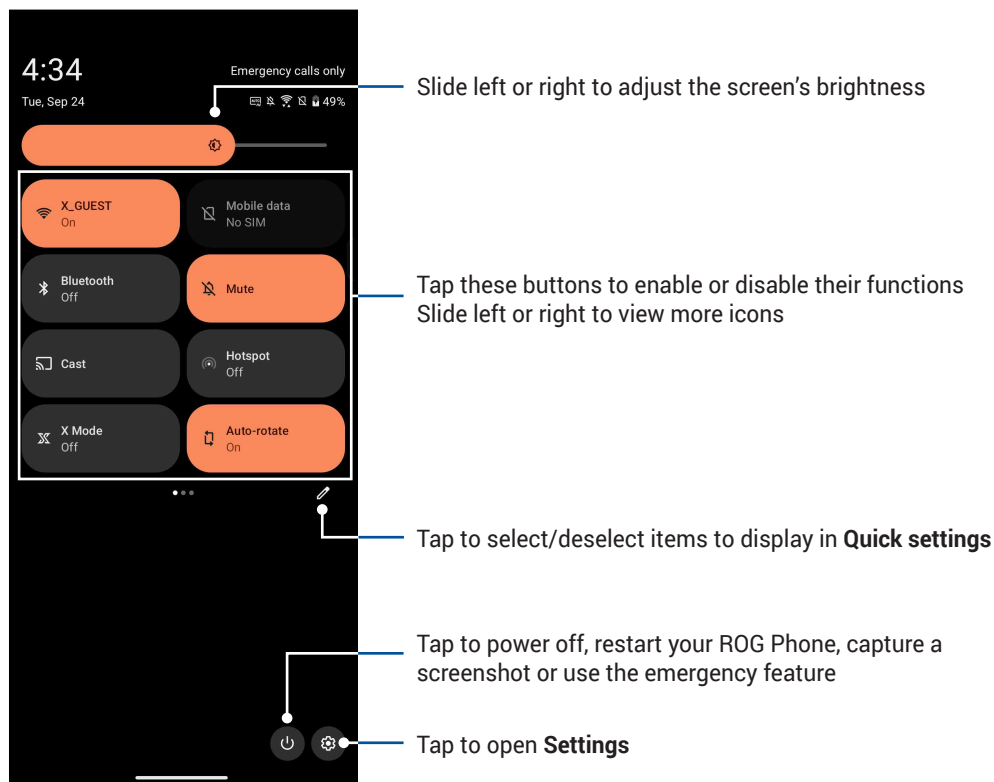 4:34
Emergency calls only
Tue, Sep 24
49%
Slide left or right to adjust the screen's brightness
X_GUEST
On
Mobile data
No SIM
Bluetooth
Off
Mute
Tap these buttons to enable or disable their functions
Slide left or right to view more icons
Cast
Hotspot
Off
X Mode
Off
Auto-rotate
On
Tap to select/deselect items to display in Quick settings
Tap to power off, restart your ROG Phone, capture a
screenshot or use the emergency feature
Tap to open Settings